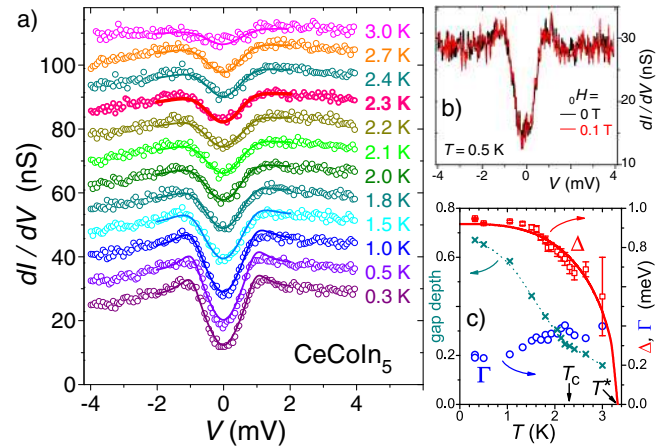 a)
3.0 K
2.7 K
2.4 K
2.3 K
2.2 K
2.1 K
2.0 K
1.8 K
1.5 K
1.0 K
0.5 K
0.3 K
CeCoIn5
dI / dV (nS)
0
20
40
60
80
100
-4
-2
0
2
4
V (mV)
b)
0H =
0 T
0.1 T
T = 0.5 K
dI / dV (nS)
10
20
30
-4
-2
0
2
4
V (mV)
c)
gap depth
0.0
0.2
0.4
0.6
0.8
Δ, Γ (meV)
0.0
0.2
0.4
0.6
0.8
1.0
Δ
Γ
Tc
T*
0
1
2
3
T (K)